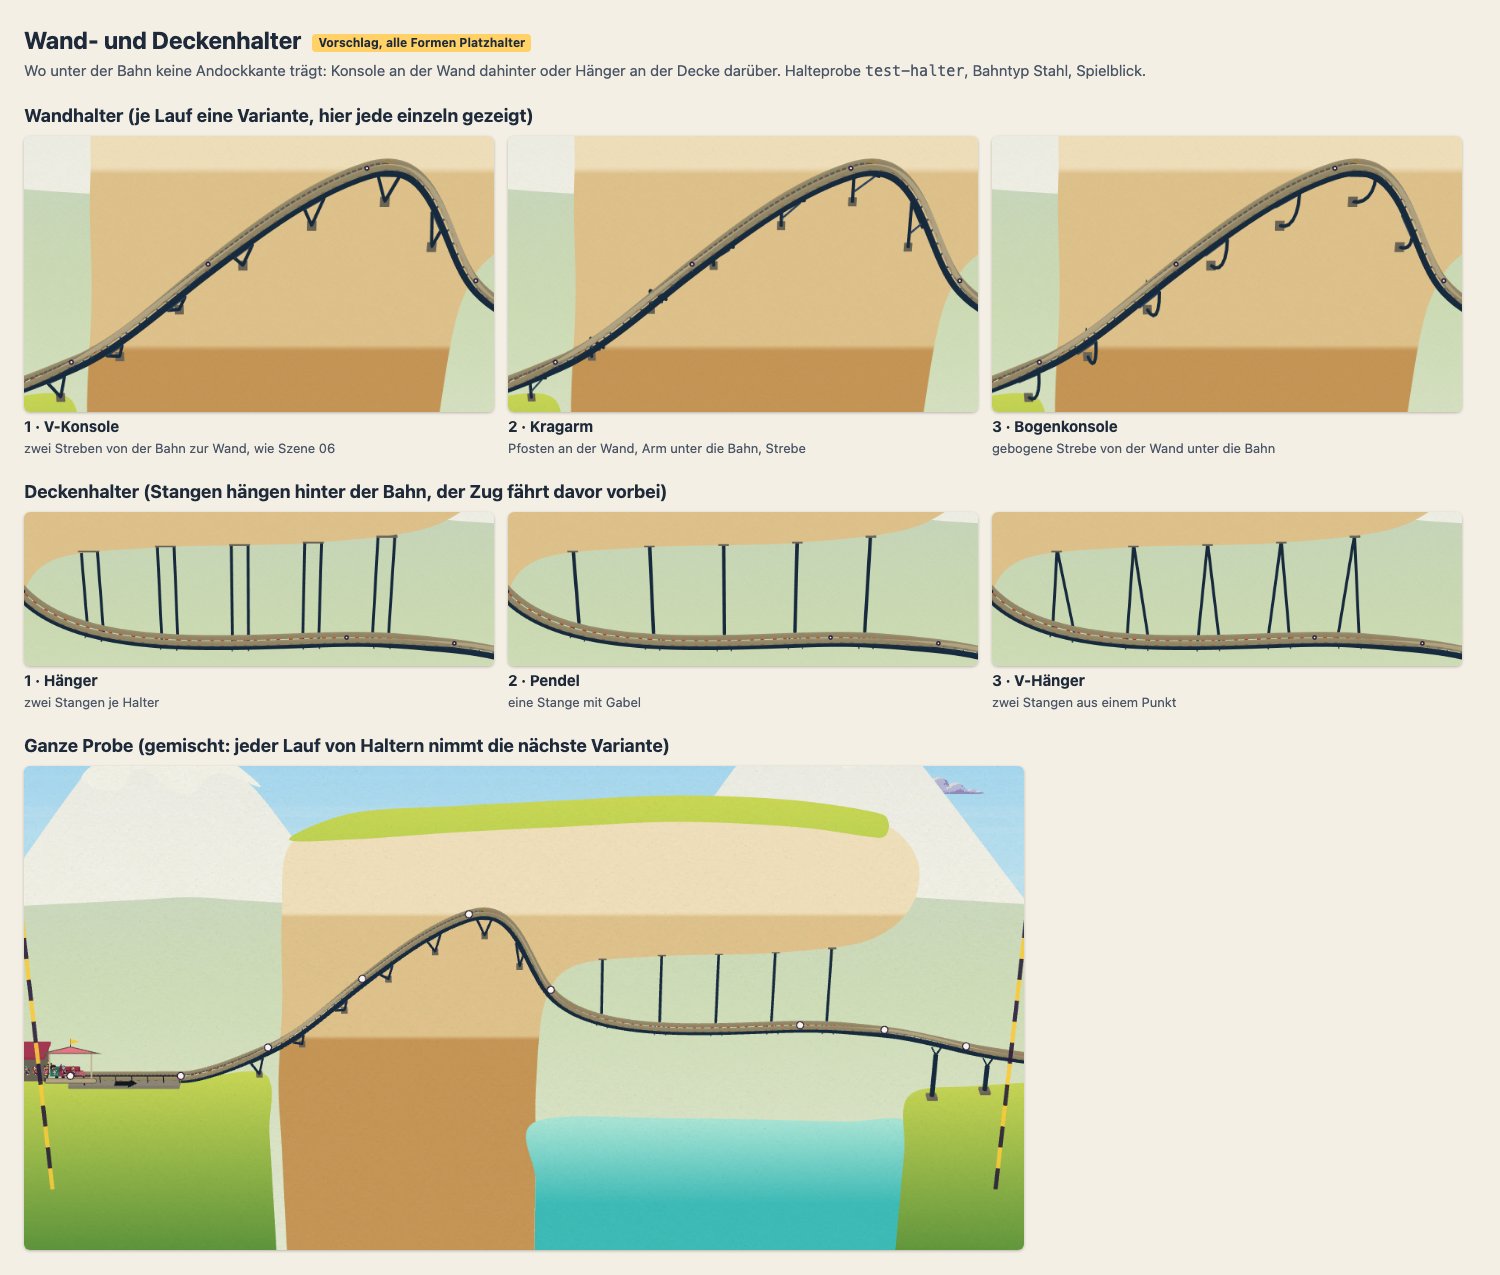 Wand- und Deckenhalter Vorschlag, alle Formen Platzhalter
Wo unter der Bahn keine Andockkante trägt: Konsole an der Wand dahinter oder Hänger an der Decke darüber. Halteprobe test-halter, Bahntyp Stahl, Spielblick.
Wandhalter (je Lauf eine Variante, hier jede einzeln gezeigt)
1 · V-Konsole
zwei Streben von der Bahn zur Wand, wie Szene 06
2 · Kragarm
Pfosten an der Wand, Arm unter die Bahn, Strebe
3 · Bogenkonsole
gebogene Strebe von der Wand unter die Bahn
Deckenhalter (Stangen hängen hinter der Bahn, der Zug fährt davor vorbei)
1 · Hänger
zwei Stangen je Halter
2 · Pendel
eine Stange mit Gabel
3 · V-Hänger
zwei Stangen aus einem Punkt
Ganze Probe (gemischt: jeder Lauf von Haltern nimmt die nächste Variante)